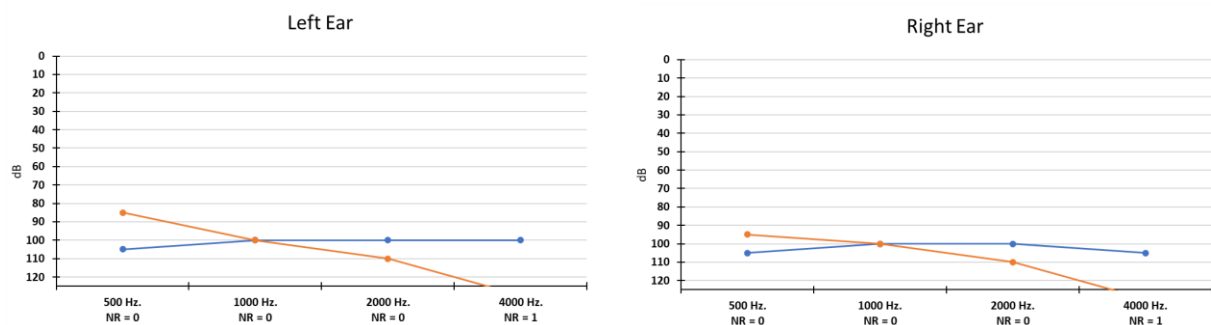 Left Ear
0
10
20
30
40
50
60
70
80
90
100
110
120
dB
500 Hz.
NR = 0
1000 Hz.
NR = 0
2000 Hz.
NR = 0
4000 Hz.
NR = 1
Right Ear
0
10
20
30
40
50
60
70
80
90
100
110
120
dB
500 Hz.
NR = 0
1000 Hz.
NR = 0
2000 Hz.
NR = 0
4000 Hz.
NR = 1